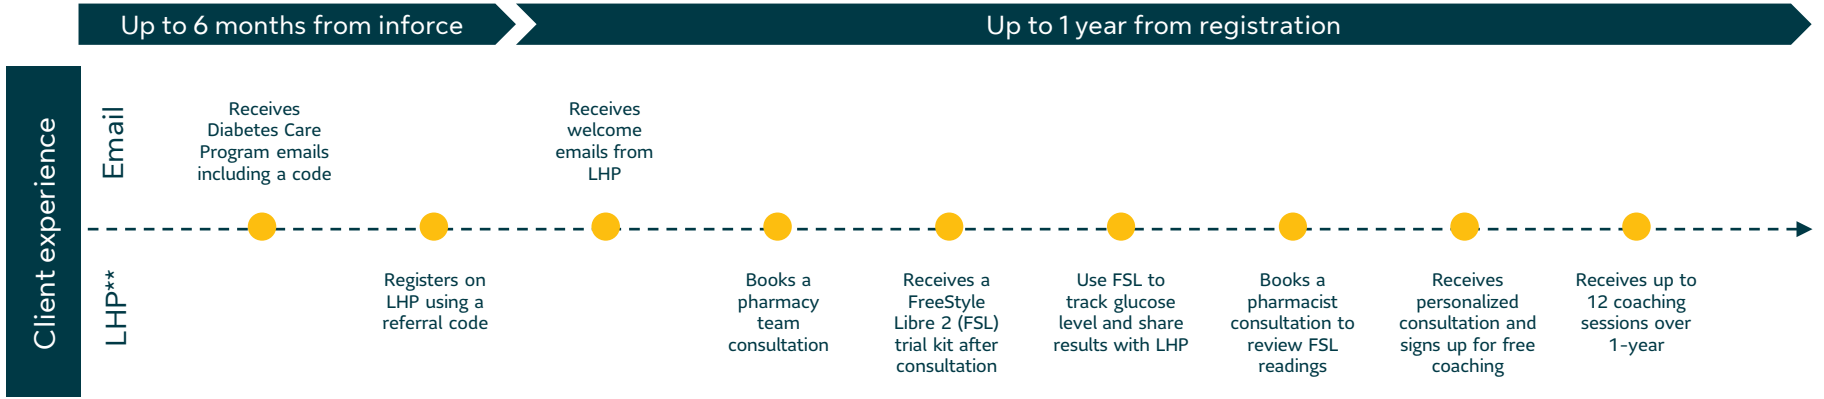 Up to 6 months from inforce
Up to 1 year from registration
Client experience
Email
Receives
Diabetes Care
Program emails
including a code
Receives
welcome
emails from
LHP
LHP**
Registers on
LHP using a
referral code
Books a
pharmacy
team
consultation
Receives a
FreeStyle
Libre 2 (FSL)
trial kit after
consultation
Use FSL to
track glucose
level and share
results with LHP
Books a
pharmacist
consultation to
review FSL
readings
Receives
personalized
consultation and
signs up for free
coaching
Receives up to
12 coaching
sessions over
1-year